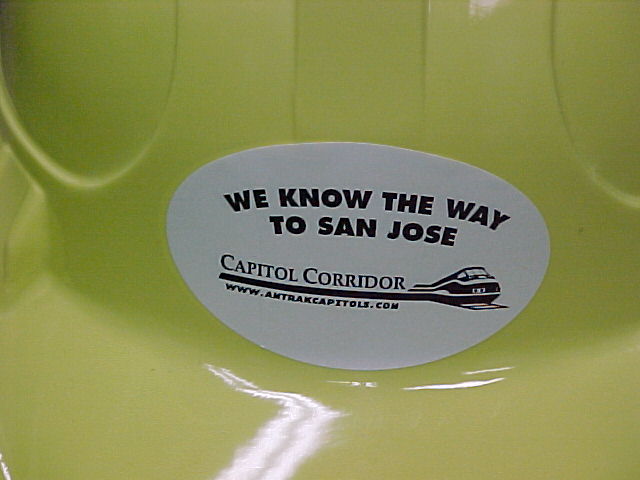 WE KNOW THE WAY
TO SAN JOSE
CAPITOL CORRIDOR
WWW.AMTRAKCAPITOLS.COM